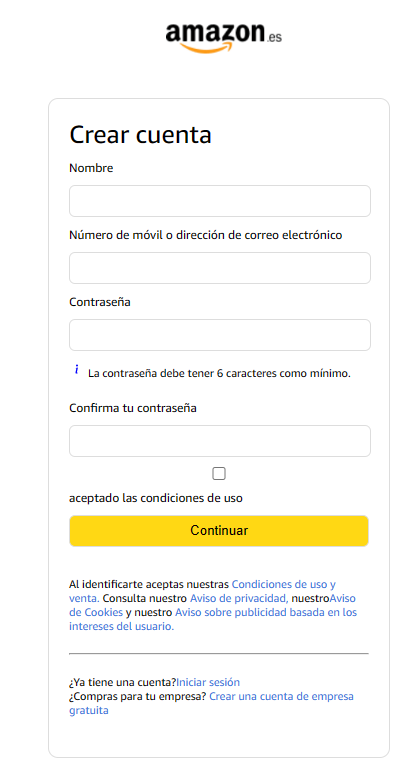 amazon.es
Crear cuenta
Nombre
Número de móvil o dirección de correo electrónico
Contraseña
i La contraseña debe tener 6 caracteres como mínimo.
Confirma tu contraseña
aceptado las condiciones de uso
Continuar
Al identificarte aceptas nuestras Condiciones de uso y
venta. Consulta nuestro Aviso de privacidad, nuestroAviso
de Cookies y nuestro Aviso sobre publicidad basada en los
intereses del usuario.
¿Ya tiene una cuenta?Iniciar sesión
¿Compras para tu empresa? Crear una cuenta de empresa
gratuita